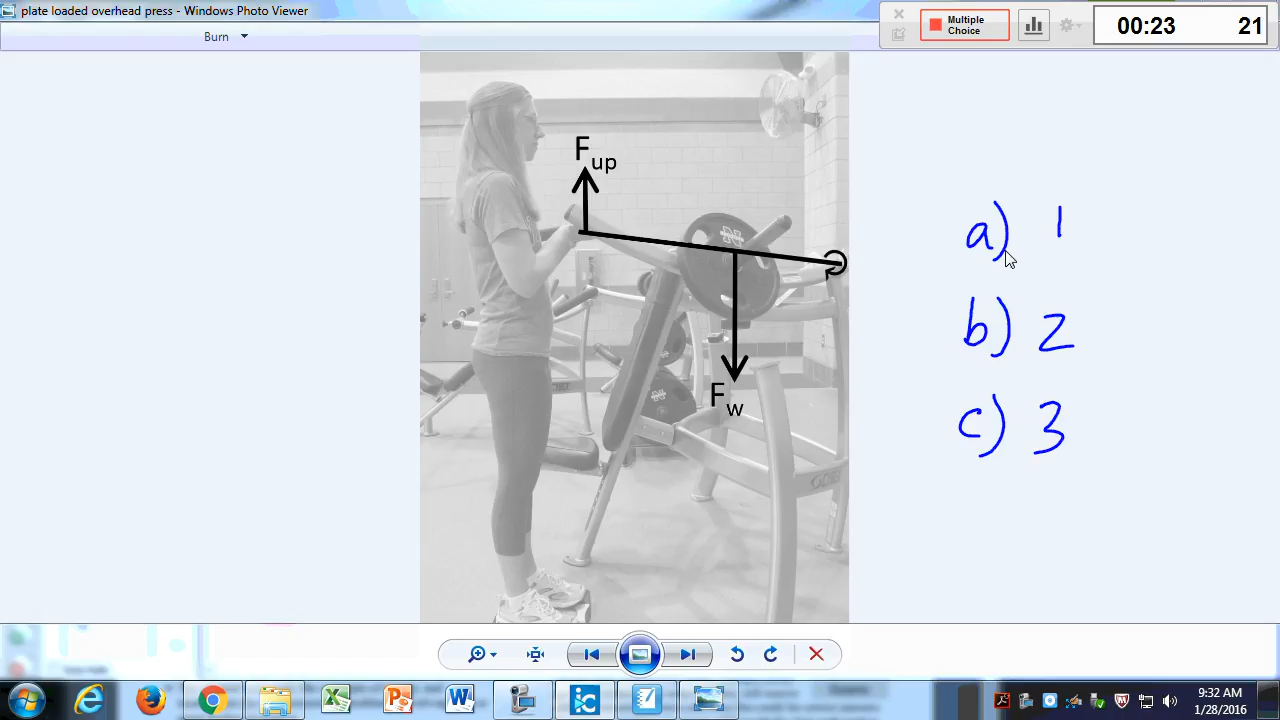 plate loaded overhead press - Windows Photo Viewer
Burn
Multiple
Choice
00:23 21
F up
F w
a) 1
b) 2
c) 3
9:32 AM
1/28/2016